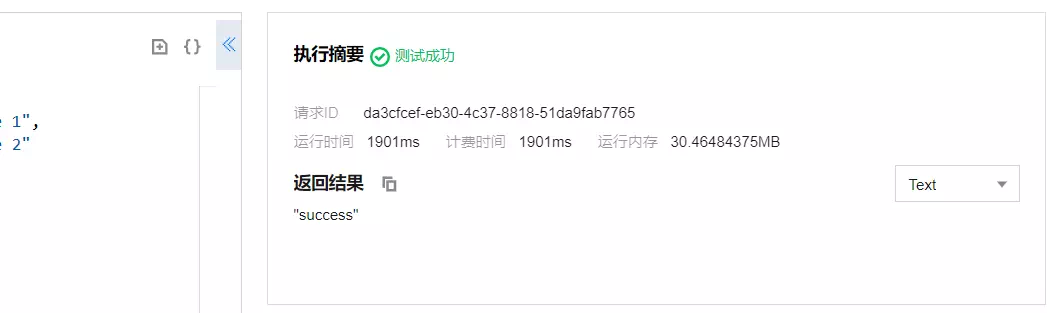 {}
e 1",
e 2"
执行摘要 测试成功
请求ID da3cfcef-eb30-4c37-8818-51da9fab7765
运行时间 1901ms 计费时间 1901ms 运行内存 30.46484375MB
返回结果
Text
"success"